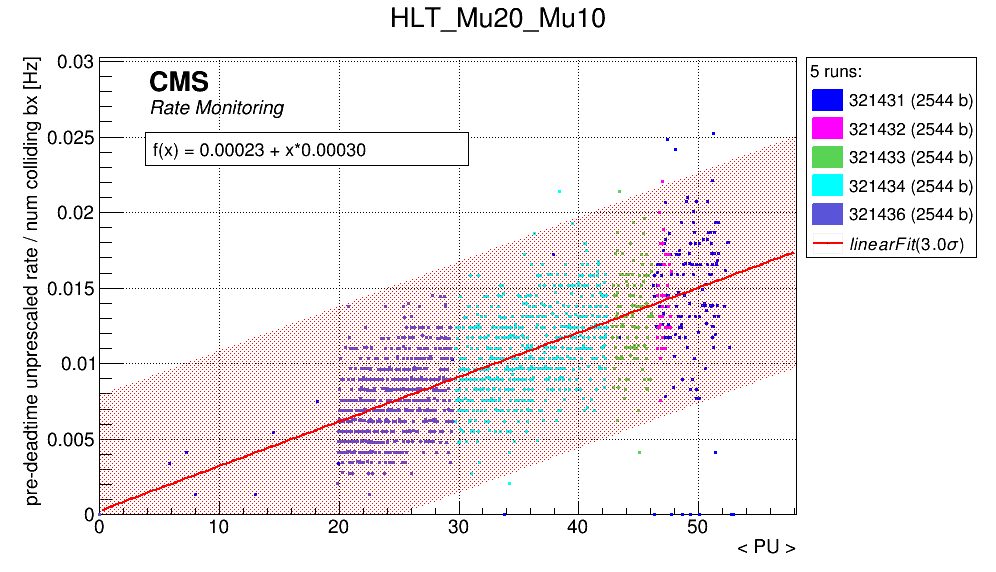 HLT_Mu20_Mu10
pre-deadtime unprescaled rate / num colliding bx [Hz]
0.03
0.025
0.02
0.015
0.01
0.005
0
CMS
Rate Monitoring
f(x) = 0.00023 + x*0.00030
0 10 20 30 40 50
< PU >
5 runs:
321431 (2544 b)
321432 (2544 b)
321433 (2544 b)
321434 (2544 b)
321436 (2544 b)
linearFit(3.0σ)